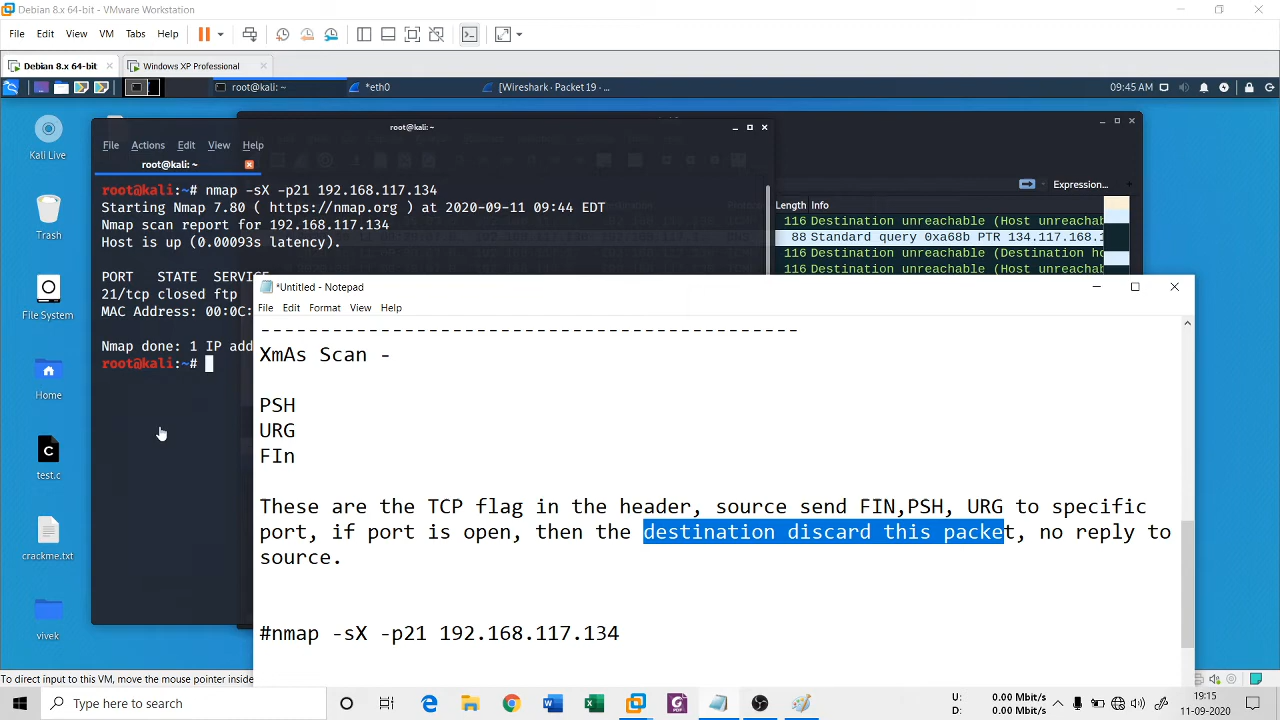 Debian 8.x 64-bit - VMware Workstation
File Edit View VM Tabs Help
Debian 8.x 64-bit Windows XP Professional
root@kali: ~ *eth0 [Wireshark · Packet 19 - ... 09:45 AM
Kali Live
Trash
File System
Home
test.c
crackme.txt
vivek
root@kali: ~
File Actions Edit View Help
root@kali: ~
root@kali:~# nmap -sX -p21 192.168.117.134
Starting Nmap 7.80 ( https://nmap.org ) at 2020-09-11 09:44 EDT
Nmap scan report for 192.168.117.134
Host is up (0.00093s latency).
PORT STATE SERVICE
21/tcp closed ftp
MAC Address: 00:0C:
Nmap done: 1 IP add
root@kali:~#
Expression...
Length Info
116 Destination unreachable (Host unreachab
88 Standard query 0xa68b PTR 134.117.168.1
116 Destination unreachable (Destination ho
116 Destination unreachable (Host unreachab
*Untitled - Notepad
File Edit Format View Help
---------------------------------------------
XmAs Scan -
PSH
URG
FIn
These are the TCP flag in the header, source send FIN,PSH, URG to specific
port, if port is open, then the destination discard this packet, no reply to
source.
#nmap -sX -p21 192.168.117.134
To direct input to this VM, move the mouse pointer inside
Type here to search
U: 0.00 Mbit/s
D: 0.00 Mbit/s
19:15
11-09-2020